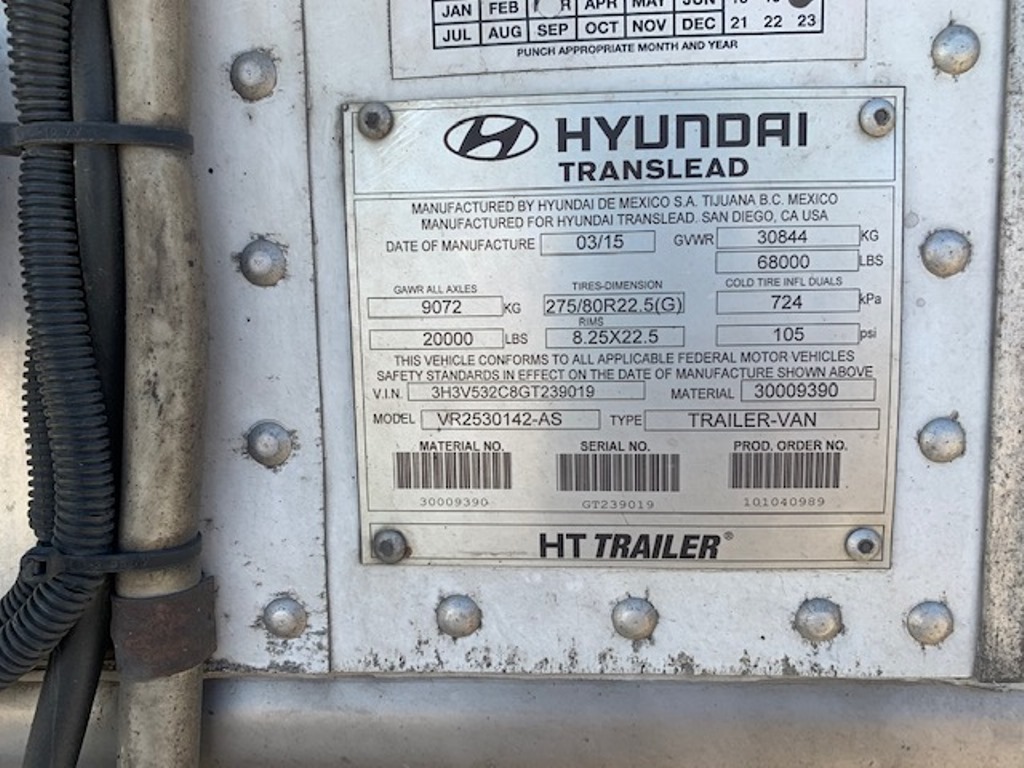 JAN FEB APR MAY JUN
JUL AUG SEP OCT NOV DEC 21 22 23
PUNCH APPROPRIATE MONTH AND YEAR
HYUNDAI
TRANSLEAD
MANUFACTURED BY HYUNDAI DE MEXICO S.A. TIJUANA B.C. MEXICO
MANUFACTURED FOR HYUNDAI TRANSLEAD. SAN DIEGO, CA USA
DATE OF MANUFACTURE 03/15 GVWR 30844 KG
68000 LBS
GAWR ALL AXLES TIRES-DIMENSION COLD TIRE INFL DUALS
9072 KG 275/80R22.5(G) 724 kPa
RIMS
20000 LBS 8.25X22.5 105 psi
THIS VEHICLE CONFORMS TO ALL APPLICABLE FEDERAL MOTOR VEHICLES
SAFETY STANDARDS IN EFFECT ON THE DATE OF MANUFACTURE SHOWN ABOVE
V.I.N. 3H3V532C8GT239019 MATERIAL 30009390
MODEL VR2530142-AS TYPE TRAILER-VAN
MATERIAL NO. SERIAL NO. PROD. ORDER NO.
30009390 GT239019 101040989
HT TRAILER®